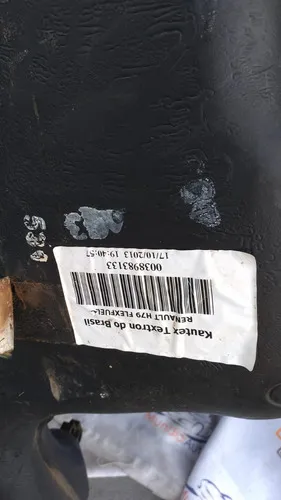 Kautex Textron do Brasil
RENAULT H79 FLEXFUEL
0038983133
17/10/2013 19:40:57